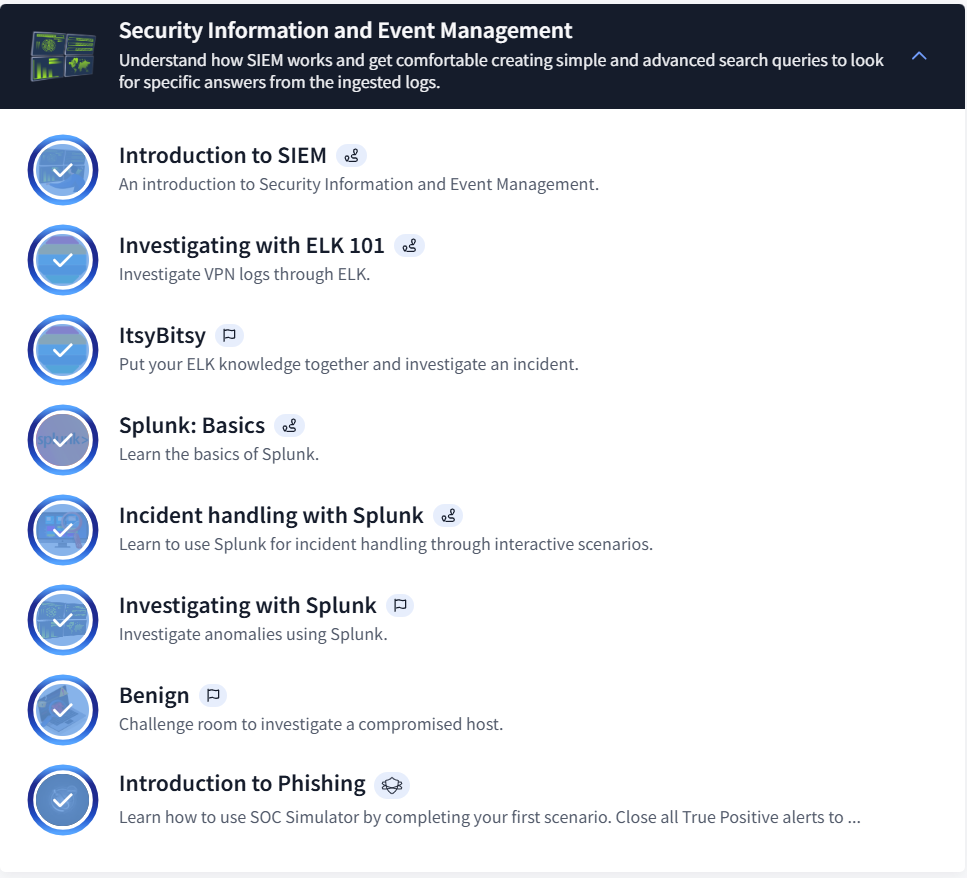 Security Information and Event Management
Understand how SIEM works and get comfortable creating simple and advanced search queries to look
for specific answers from the ingested logs.
Introduction to SIEM
An introduction to Security Information and Event Management.
Investigating with ELK 101
Investigate VPN logs through ELK.
ItsyBitsy
Put your ELK knowledge together and investigate an incident.
splunk>
Splunk: Basics
Learn the basics of Splunk.
Incident handling with Splunk
Learn to use Splunk for incident handling through interactive scenarios.
Investigating with Splunk
Investigate anomalies using Splunk.
Benign
Challenge room to investigate a compromised host.
Introduction to Phishing
Learn how to use SOC Simulator by completing your first scenario. Close all True Positive alerts to ...